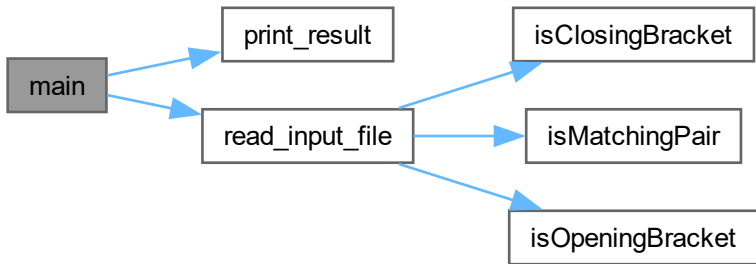 main
print_result
read_input_file
isClosingBracket
isMatchingPair
isOpeningBracket